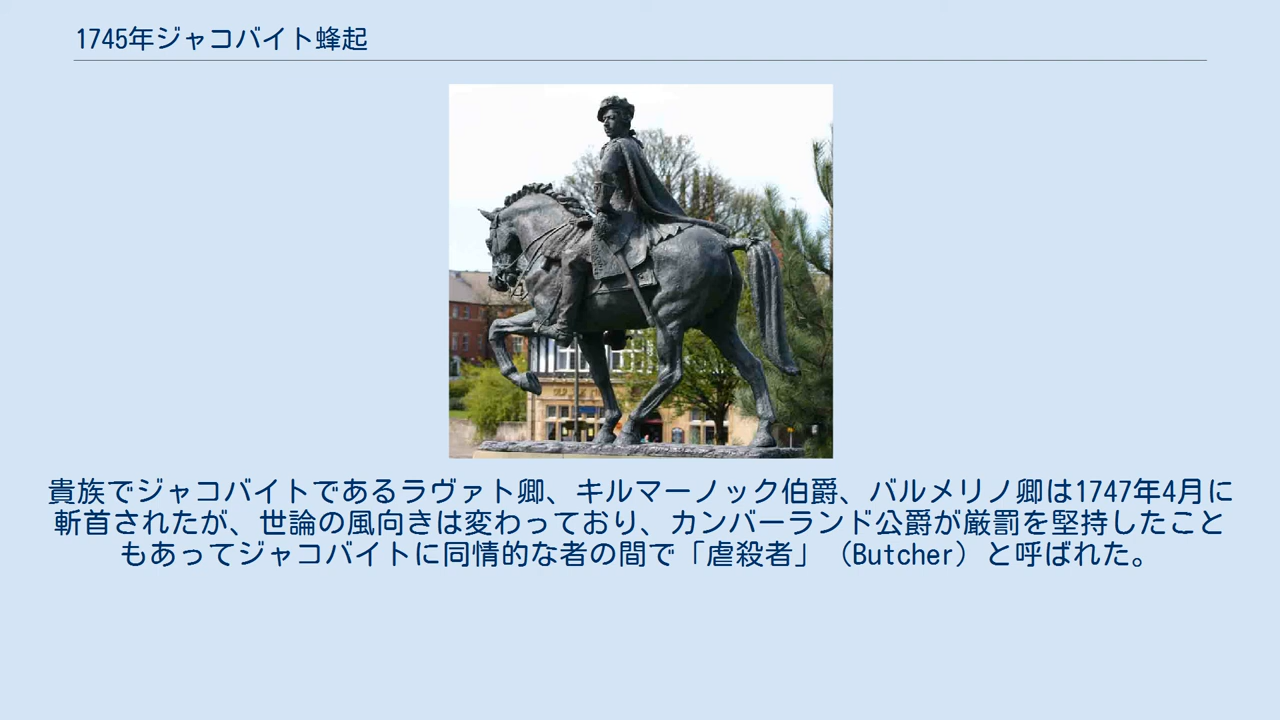 1745年ジャコバイト蜂起
貴族でジャコバイトであるラヴァト卿、キルマーノック伯爵、バルメリノ卿は1747年4月に
斬首されたが、世論の風向きは変わっており、カンバーランド公爵が厳罰を堅持したこと
もあってジャコバイトに同情的な者の間で「虐殺者」（Butcher）と呼ばれた。